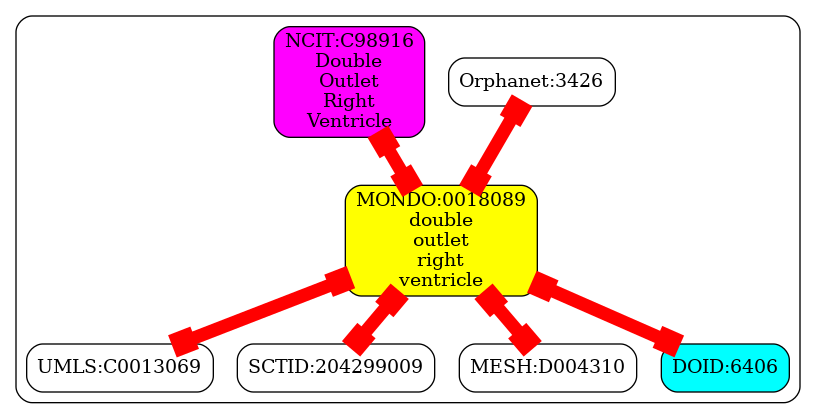 NCIT:C98916
Double
Outlet
Right
Ventricle
Orphanet:3426
MONDO:0018089
double
outlet
right
ventricle
UMLS:C0013069
SCTID:204299009
MESH:D004310
DOID:6406